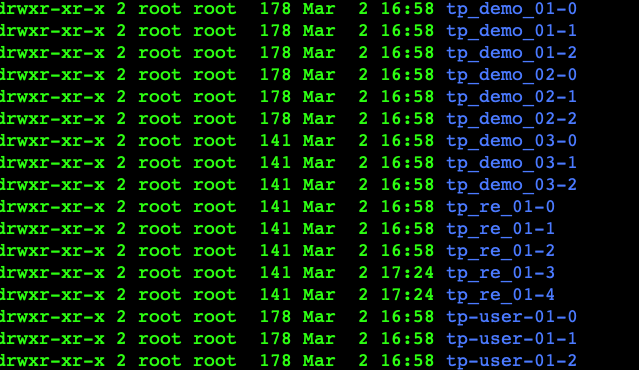 drwxr-xr-x 2 root root  178 Mar  2 16:58 tp_demo_01-0
drwxr-xr-x 2 root root  178 Mar  2 16:58 tp_demo_01-1
drwxr-xr-x 2 root root  178 Mar  2 16:58 tp_demo_01-2
drwxr-xr-x 2 root root  178 Mar  2 16:58 tp_demo_02-0
drwxr-xr-x 2 root root  178 Mar  2 16:58 tp_demo_02-1
drwxr-xr-x 2 root root  178 Mar  2 16:58 tp_demo_02-2
drwxr-xr-x 2 root root  141 Mar  2 16:58 tp_demo_03-0
drwxr-xr-x 2 root root  141 Mar  2 16:58 tp_demo_03-1
drwxr-xr-x 2 root root  141 Mar  2 16:58 tp_demo_03-2
drwxr-xr-x 2 root root  141 Mar  2 16:58 tp_re_01-0
drwxr-xr-x 2 root root  141 Mar  2 16:58 tp_re_01-1
drwxr-xr-x 2 root root  141 Mar  2 16:58 tp_re_01-2
drwxr-xr-x 2 root root  141 Mar  2 17:24 tp_re_01-3
drwxr-xr-x 2 root root  141 Mar  2 17:24 tp_re_01-4
drwxr-xr-x 2 root root  178 Mar  2 16:58 tp-user-01-0
drwxr-xr-x 2 root root  178 Mar  2 16:58 tp-user-01-1
drwxr-xr-x 2 root root  178 Mar  2 16:58 tp-user-01-2